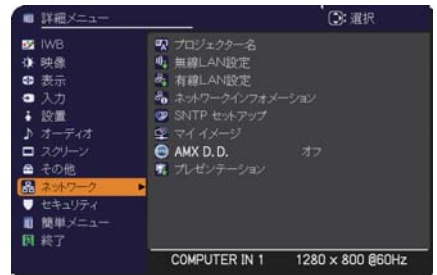 詳細メニュー
:選択
IWB
映像
表示
入力
設置
オーディオ
スクリーン
その他
ネットワーク
セキュリティ
簡単メニュー
終了
プロジェクター名
無線LAN設定
有線LAN設定
ネットワークインフォメーション
SNTP セットアップ
マイ イメージ
AMX D.D. オフ
プレゼンテーション
COMPUTER IN 1 1280 × 800 @60Hz